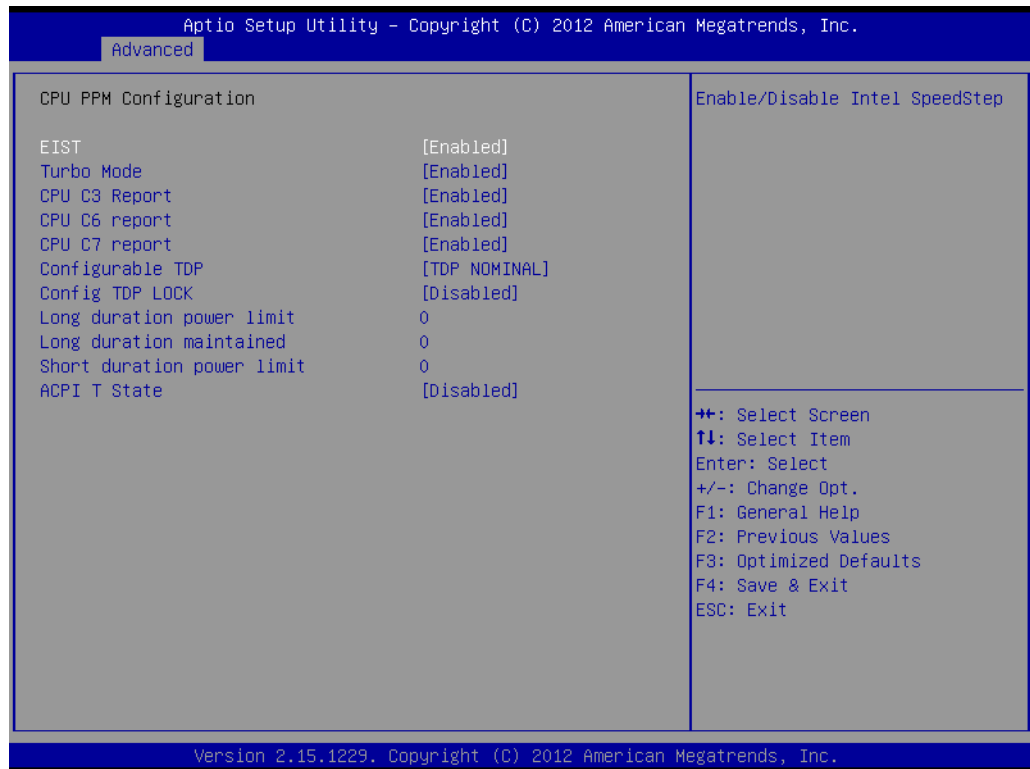 Aptio Setup Utility – Copyright (C) 2012 American Megatrends, Inc.
Advanced
CPU PPM Configuration
EIST [Enabled]
Turbo Mode [Enabled]
CPU C3 Report [Enabled]
CPU C6 report [Enabled]
CPU C7 report [Enabled]
Configurable TDP [TDP NOMINAL]
Config TDP LOCK [Disabled]
Long duration power limit 0
Long duration maintained 0
Short duration power limit 0
ACPI T State [Disabled]
Enable/Disable Intel SpeedStep
→←: Select Screen
↑↓: Select Item
Enter: Select
+/-: Change Opt.
F1: General Help
F2: Previous Values
F3: Optimized Defaults
F4: Save & Exit
ESC: Exit
Version 2.15.1229. Copyright (C) 2012 American Megatrends, Inc.